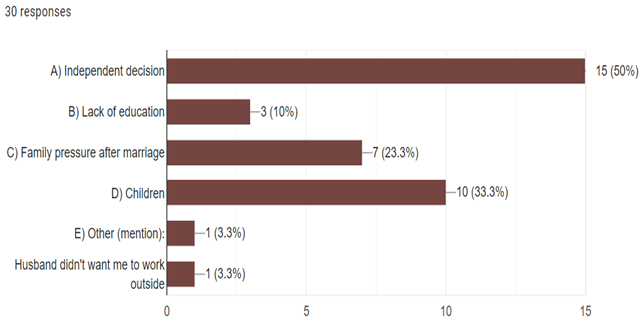 30 responses
A) Independent decision
15 (50%)
B) Lack of education
3 (10%)
C) Family pressure after marriage
7 (23.3%)
D) Children
10 (33.3%)
E) Other (mention):
1 (3.3%)
Husband didn't want me to work
outside
1 (3.3%)
0
5
10
15